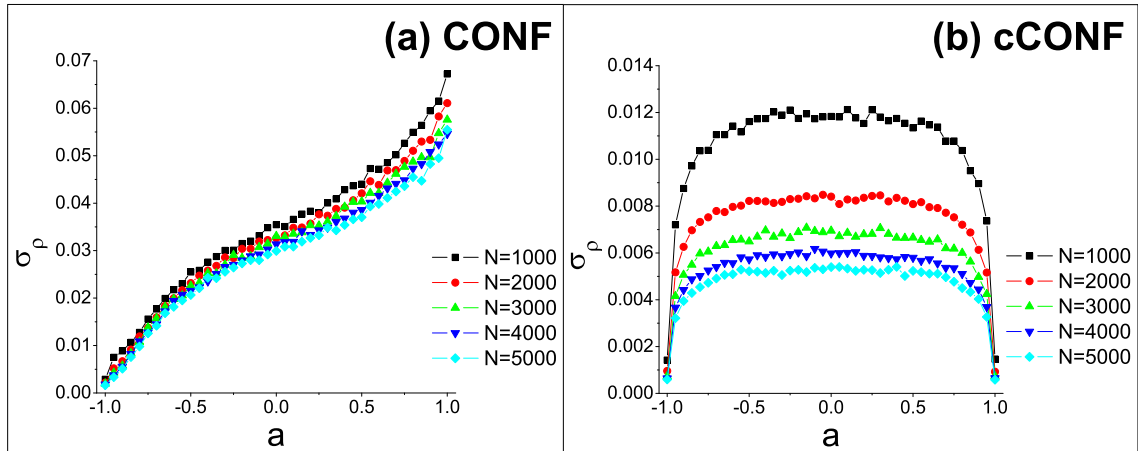 (a) CONF
0.07
0.06
0.05
0.04
0.03
0.02
0.01
0.00
σρ
-1.0
-0.5
0.0
0.5
1.0
a
N=1000
N=2000
N=3000
N=4000
N=5000
(b) cCONF
0.014
0.012
0.010
0.008
0.006
0.004
0.002
0.000
σρ
-1.0
-0.5
0.0
0.5
1.0
a
N=1000
N=2000
N=3000
N=4000
N=5000